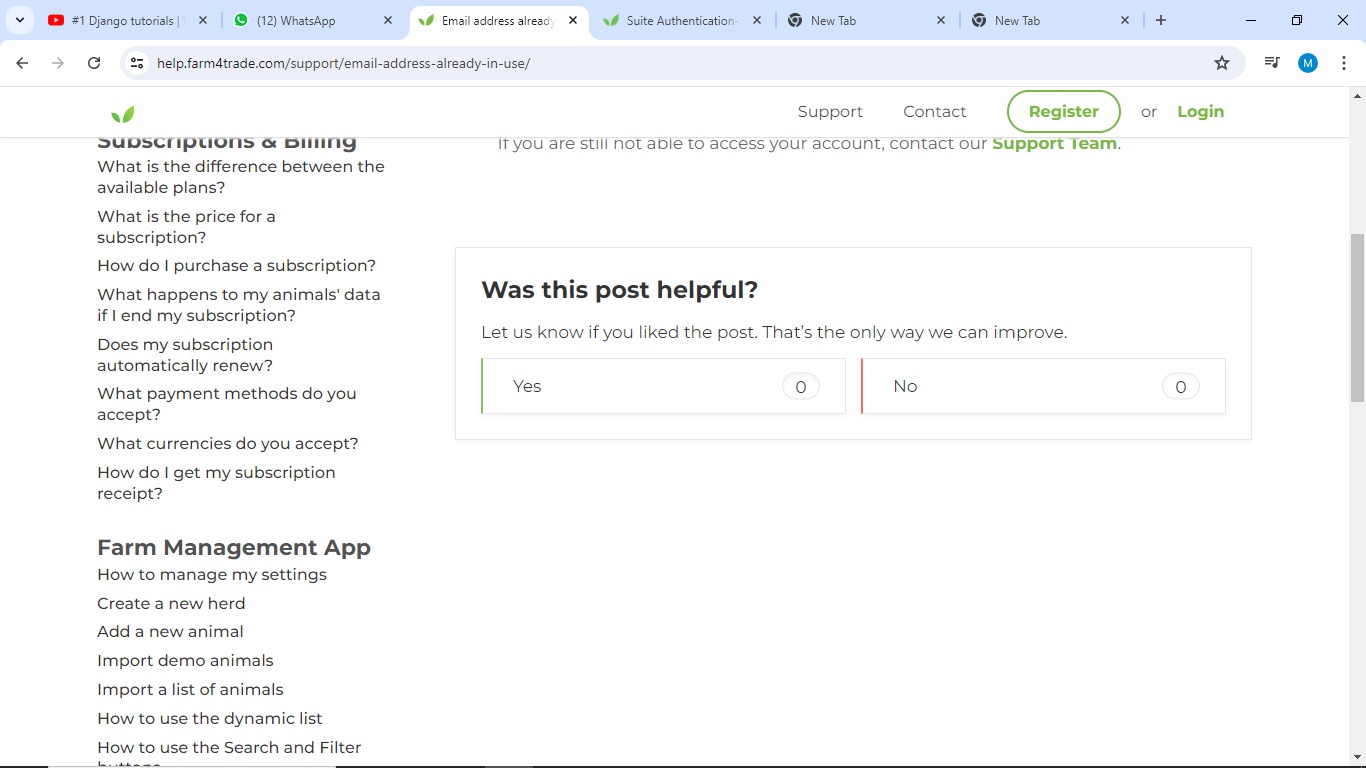 #1 Django tutorials |
(12) WhatsApp
Email address already
Suite Authentication
New Tab
New Tab
help.farm4trade.com/support/email-address-already-in-use/
M
Support
Contact
Register
or
Login
Subscriptions & Billing
What is the difference between the
available plans?
What is the price for a
subscription?
How do I purchase a subscription?
What happens to my animals' data
if I end my subscription?
Does my subscription
automatically renew?
What payment methods do you
accept?
What currencies do you accept?
How do I get my subscription
receipt?
Farm Management App
How to manage my settings
Create a new herd
Add a new animal
Import demo animals
Import a list of animals
How to use the dynamic list
How to use the Search and Filter
buttons
If you are still not able to access your account, contact our Support Team.
Was this post helpful?
Let us know if you liked the post. That’s the only way we can improve.
Yes 0
No 0